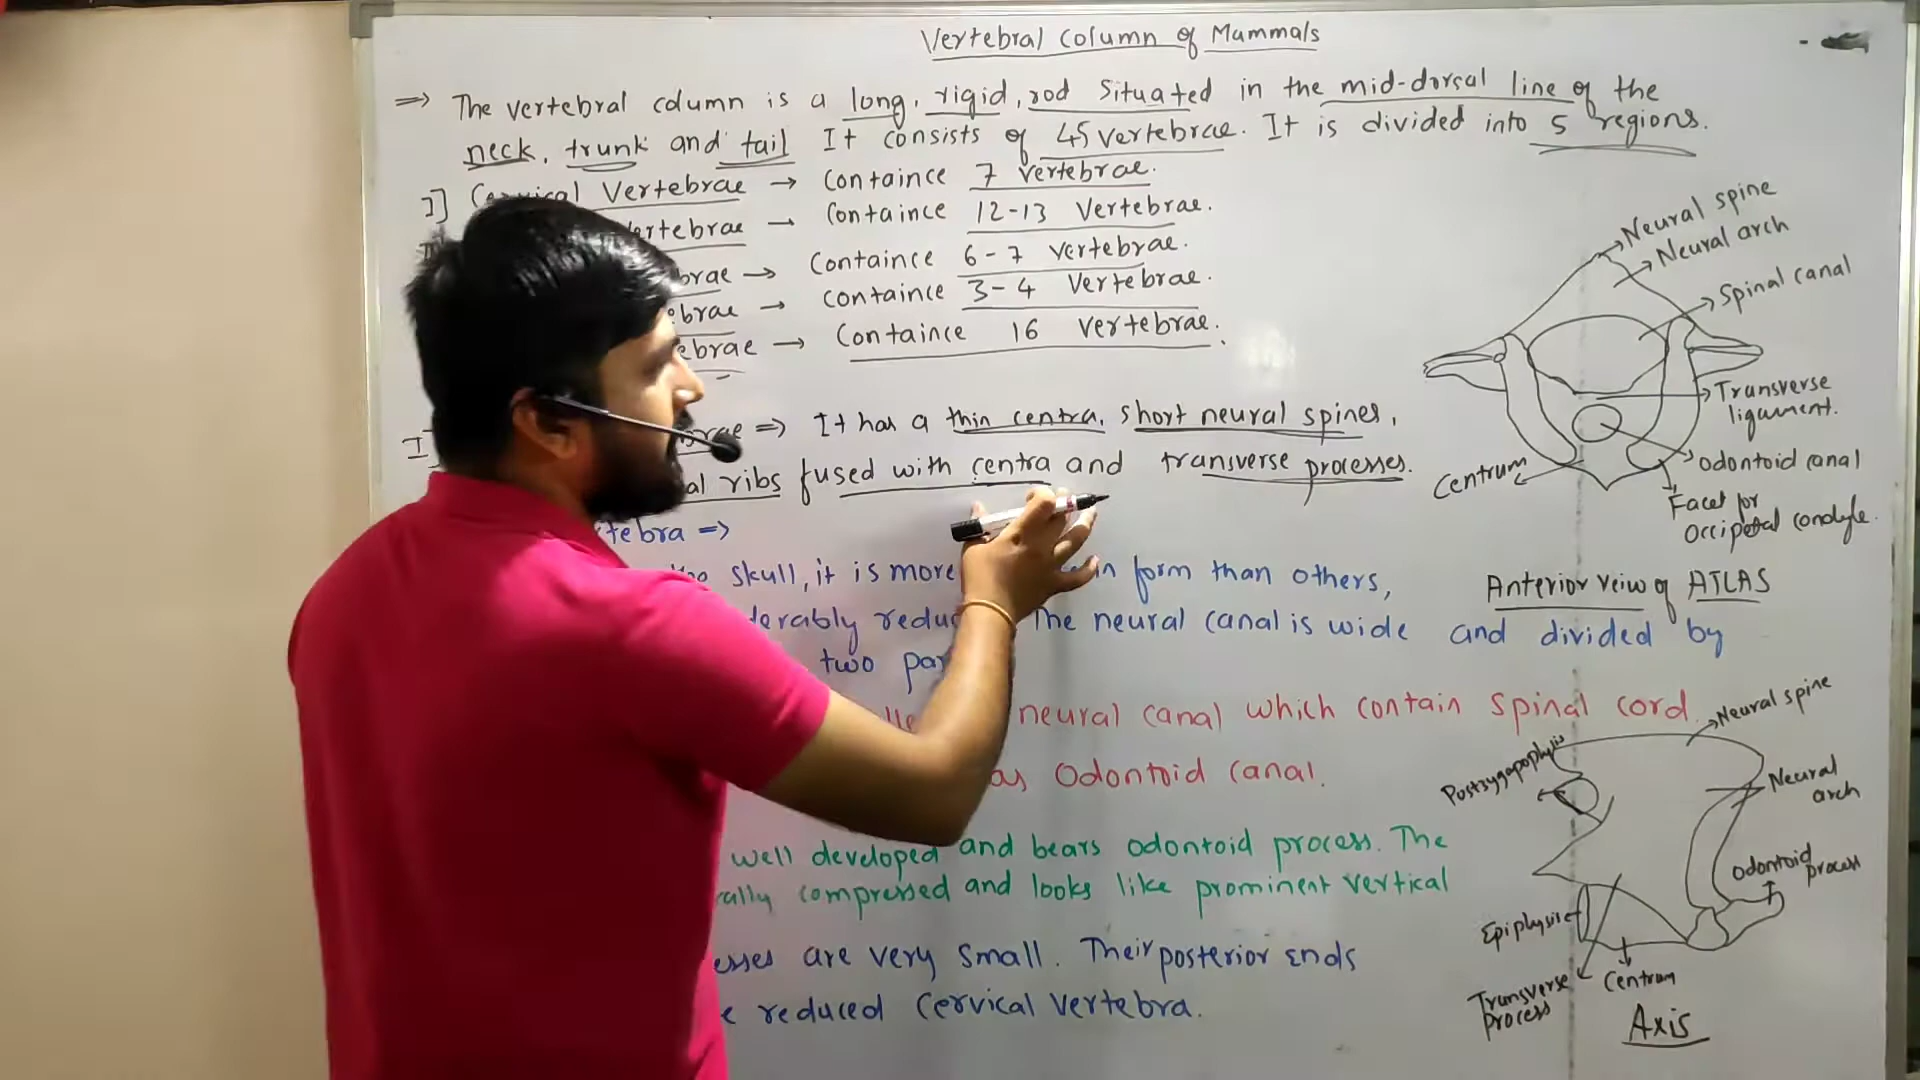 Vertebral Column of Mammals
⇒ The vertebral column is a long, rigid, rod situated in the mid-dorsal line of the
neck, trunk and tail It consists of 45 vertebrae. It is divided into 5 regions.
I] Cervical Vertebrae → Containce 7 vertebrae.
ertebrae → Containce 12-13 Vertebrae.
brae → Containce 6-7 vertebrae.
ebrae → containce 3-4 Vertebrae.
ebrae → Containce 16 vertebrae.
I] brae ⇒ It has a thin centra, short neural spines,
al ribs fused with centra and transverse processes.
tebra ⇒
skull, it is more in form than others,
derably reduc The neural canal is wide and divided by
two par
neural canal which contain spinal cord.
as Odontoid canal.
well developed and bears odontoid process. The
rally compressed and looks like prominent vertical
esses are very small. Their posterior ends
e reduced cervical vertebra.
Neural spine
Neural arch
Spinal canal
Transverse
ligament.
Odontoid canal
Centrum
Facet for
Occipetal condyle.
Anterior veiw of ATLAS
Neural spine
Postzygapophysis
Neural
arch
Odontoid
process
Epiphysis
Centrum
Transverse
process
Axis